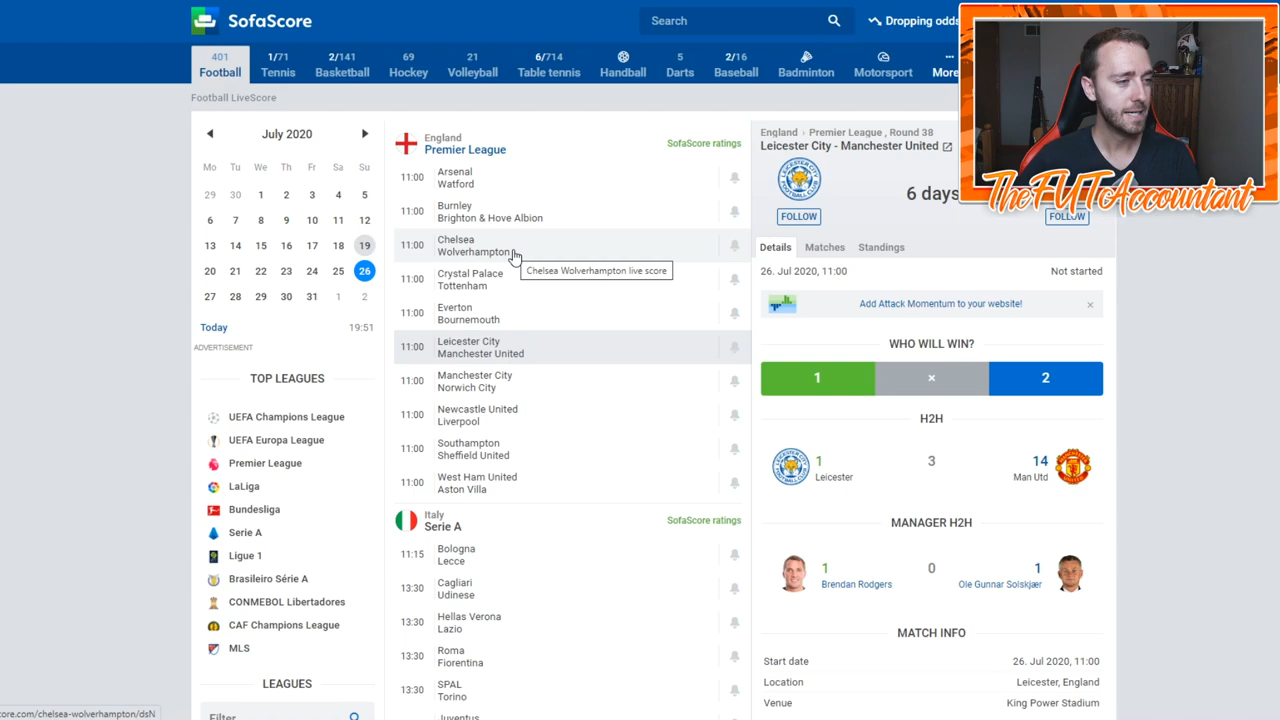 SofaScore
Search
Dropping odds
401
Football
1/71
Tennis
2/141
Basketball
69
Hockey
21
Volleyball
6/714
Table tennis
Handball
5
Darts
2/16
Baseball
Badminton
Motorsport
More
Football LiveScore
July 2020
Mo Tu We Th Fr Sa Su
29 30 1 2 3 4 5
6 7 8 9 10 11 12
13 14 15 16 17 18 19
20 21 22 23 24 25 26
27 28 29 30 31 1 2
Today 19:51
ADVERTISEMENT
TOP LEAGUES
UEFA Champions League
UEFA Europa League
Premier League
LaLiga
Bundesliga
Serie A
Ligue 1
Brasileiro Série A
CONMEBOL Libertadores
CAF Champions League
MLS
LEAGUES
Filter
score.com/chelsea-wolverhampton/dsN
England
Premier League
SofaScore ratings
11:00
Arsenal
Watford
11:00
Burnley
Brighton & Hove Albion
11:00
Chelsea
Wolverhampton
Chelsea Wolverhampton live score
11:00
Crystal Palace
Tottenham
11:00
Everton
Bournemouth
11:00
Leicester City
Manchester United
11:00
Manchester City
Norwich City
11:00
Newcastle United
Liverpool
11:00
Southampton
Sheffield United
11:00
West Ham United
Aston Villa
Italy
Serie A
SofaScore ratings
11:15
Bologna
Lecce
13:30
Cagliari
Udinese
13:30
Hellas Verona
Lazio
13:30
Roma
Fiorentina
13:30
SPAL
Torino
Juventus
England Premier League , Round 38
Leicester City - Manchester United
6 days
FOLLOW
FOLLOW
TheFUTAccountant
Details Matches Standings
26. Jul 2020, 11:00 Not started
Add Attack Momentum to your website! ×
WHO WILL WIN?
1 × 2
H2H
1
Leicester
3
14
Man Utd
MANAGER H2H
1
Brendan Rodgers
0
1
Ole Gunnar Solskjær
MATCH INFO
Start date 26. Jul 2020, 11:00
Location Leicester, England
Venue King Power Stadium